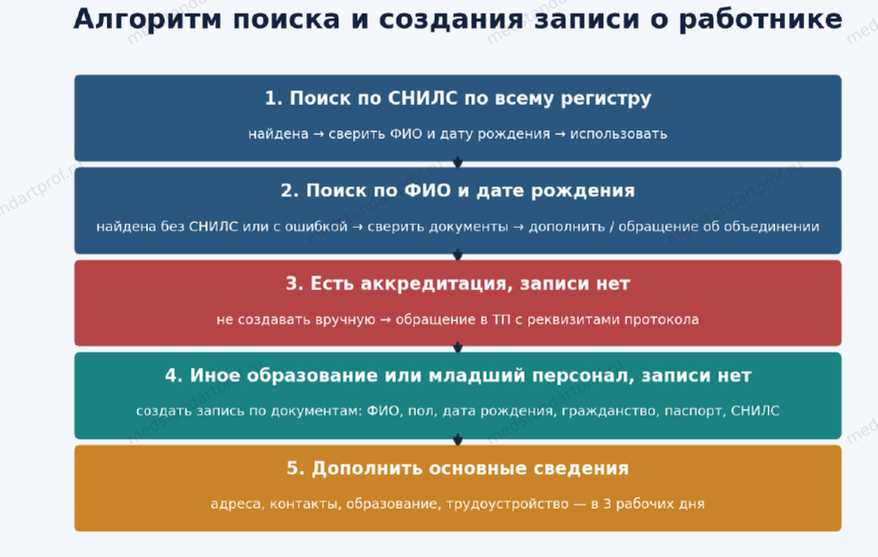 Алгоритм поиска и создания записи о работнике
1. Поиск по СНИЛС по всему регистру
найдена → сверить ФИО и дату рождения → использовать
2. Поиск по ФИО и дате рождения
найдена без СНИЛС или с ошибкой → сверить документы → дополнить / обращение об объединении
3. Есть аккредитация, записи нет
не создавать вручную → обращение в ТП с реквизитами протокола
4. Иное образование или младший персонал, записи нет
создать запись по документам: ФИО, пол, дата рождения, гражданство, паспорт, СНИЛС
5. Дополнить основные сведения
адреса, контакты, образование, трудоустройство — в 3 рабочих дня